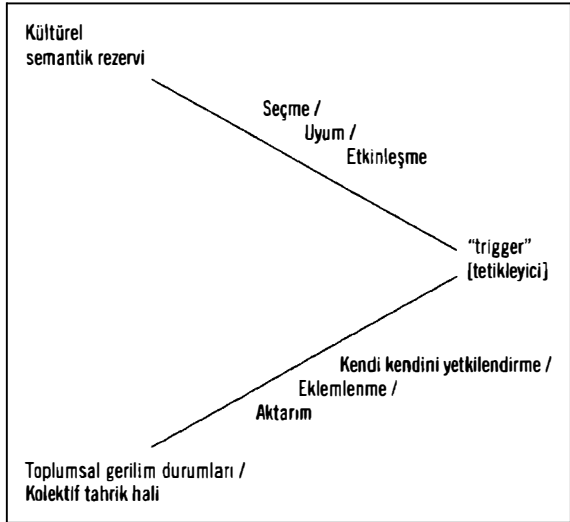 Kültürel
semantik rezervi
Seçme /
Uyum /
Etkinleşme
“trigger”
[tetikleyici]
Kendi kendini yetkilendirme /
Eklemlenme /
Aktarım
Toplumsal gerilim durumları /
Kolektif tahrik hali